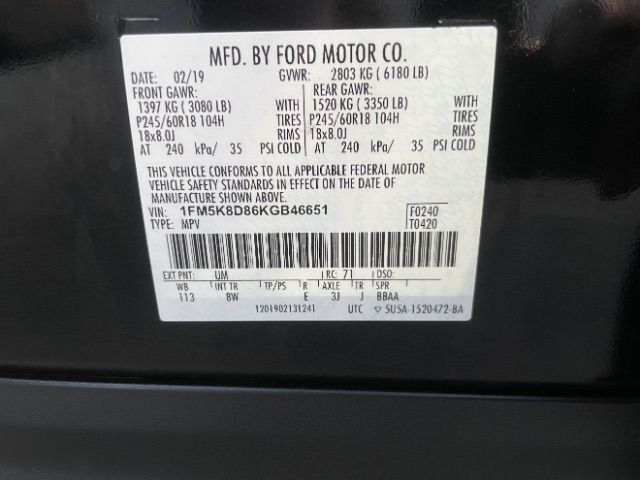 MFD. BY FORD MOTOR CO.
DATE: 02/19 GVWR: 2803 KG ( 6180 LB)
FRONT GAWR: REAR GAWR:
1397 KG ( 3080 LB) WITH 1520 KG ( 3350 LB) WITH
P245/60R18 104H TIRES P245/60R18 104H TIRES
18x8.0J RIMS 18x8.0J RIMS
AT 240 kPa/ 35 PSI COLD AT 240 kPa/ 35 PSI COLD
THIS VEHICLE CONFORMS TO ALL APPLICABLE FEDERAL MOTOR
VEHICLE SAFETY STANDARDS IN EFFECT ON THE DATE OF
MANUFACTURE SHOWN ABOVE.
VIN: 1FM5K8D86KGB46651 F0240
TYPE: MPV T0420
EXT PNT: UM RC: 71 DSO:
WB INT TR TP/PS R AXLE TR SPR
113 8W E 3J J BBAA
1201902131241 UTC ▽ 5U5A-1520472-BA